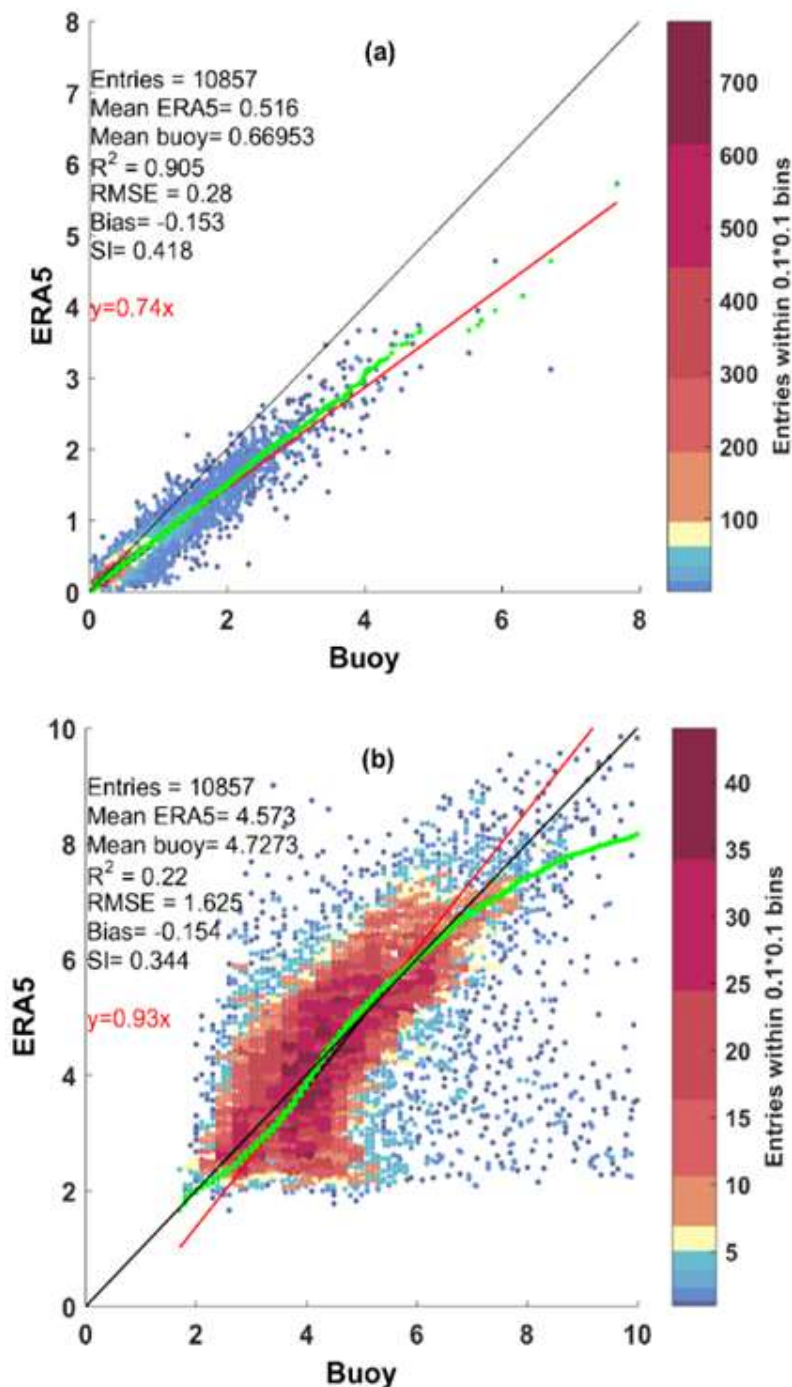 (a)
Entries = 10857
Mean ERA5= 0.516
Mean buoy= 0.66953
R² = 0.905
RMSE = 0.28
Bias= -0.153
SI= 0.418
y=0.74x
ERA5
8
7
6
5
4
3
2
1
0
0 2 4 6 8
Buoy
700
600
500
400
300
200
100
Entries within 0.1*0.1 bins
(b)
Entries = 10857
Mean ERA5= 4.573
Mean buoy= 4.7273
R² = 0.22
RMSE = 1.625
Bias= -0.154
SI= 0.344
y=0.93x
ERA5
10
8
6
4
2
0
0 2 4 6 8 10
Buoy
40
35
30
25
20
15
10
5
Entries within 0.1*0.1 bins